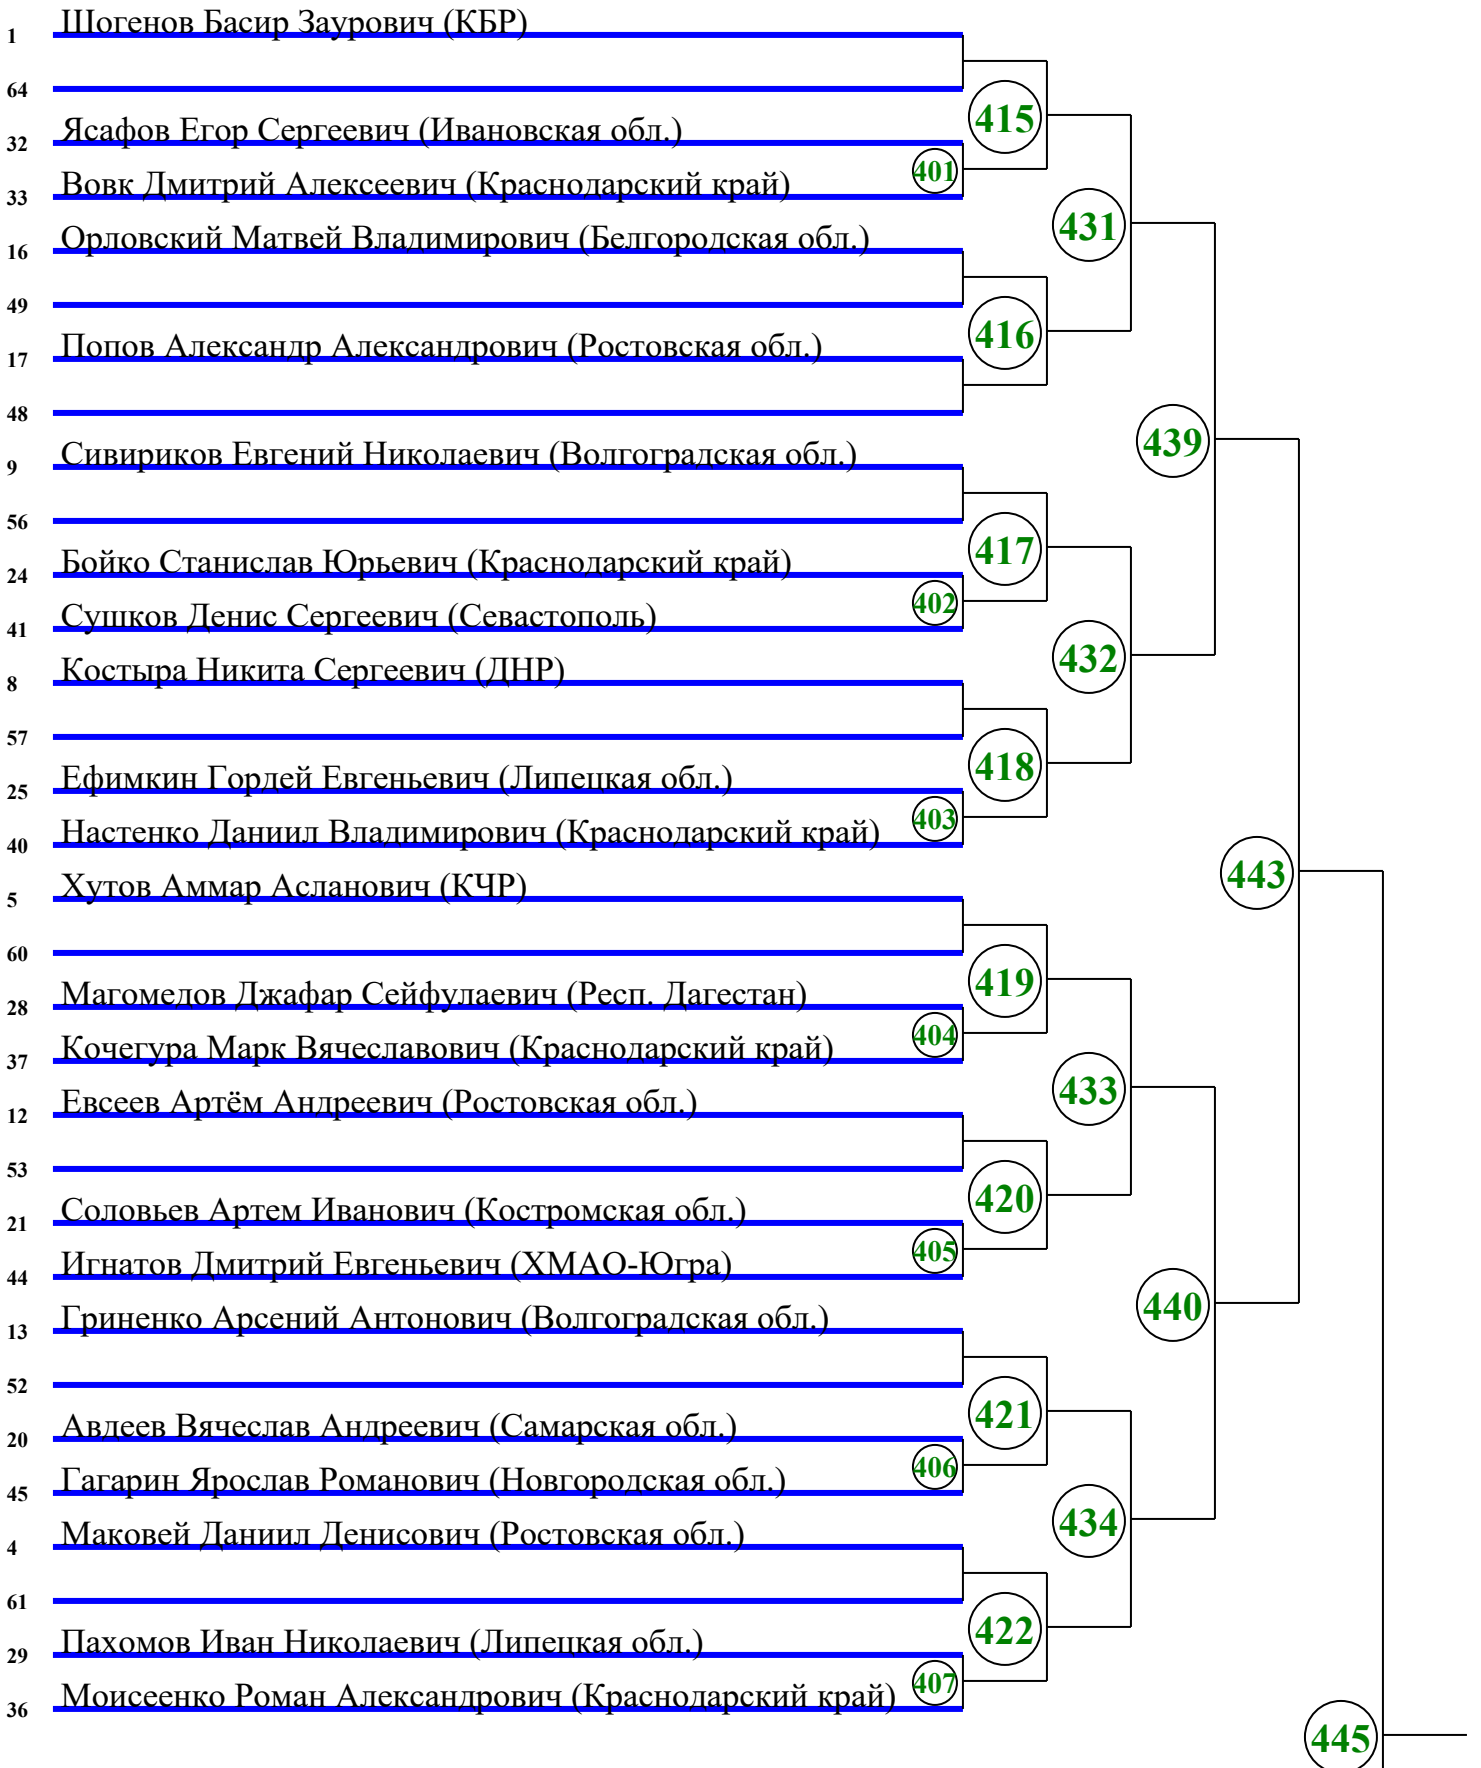 1 Шогенов Басир Заурович (КБР)
64
415
32 Ясафов Егор Сергеевич (Ивановская обл.)
401
33 Вовк Дмитрий Алексеевич (Краснодарский край)
431
16 Орловский Матвей Владимирович (Белгородская обл.)
49
416
17 Попов Александр Александрович (Ростовская обл.)
48
439
9 Сивириков Евгений Николаевич (Волгоградская обл.)
56
417
24 Бойко Станислав Юрьевич (Краснодарский край)
402
41 Сушков Денис Сергеевич (Севастополь)
432
8 Костыра Никита Сергеевич (ДНР)
57
418
25 Ефимкин Гордей Евгеньевич (Липецкая обл.)
403
40 Настенко Даниил Владимирович (Краснодарский край)
443
5 Хутов Аммар Асланович (КЧР)
60
419
28 Магомедов Джафар Сейфулаевич (Респ. Дагестан)
404
37 Кочегура Марк Вячеславович (Краснодарский край)
433
12 Евсеев Артём Андреевич (Ростовская обл.)
53
420
21 Соловьев Артем Иванович (Костромская обл.)
405
44 Игнатов Дмитрий Евгеньевич (ХМАО-Югра)
440
13 Гриненко Арсений Антонович (Волгоградская обл.)
52
421
20 Авдеев Вячеслав Андреевич (Самарская обл.)
406
45 Гагарин Ярослав Романович (Новгородская обл.)
434
4 Маковей Даниил Денисович (Ростовская обл.)
61
422
29 Пахомов Иван Николаевич (Липецкая обл.)
407
36 Моисеенко Роман Александрович (Краснодарский край)
445